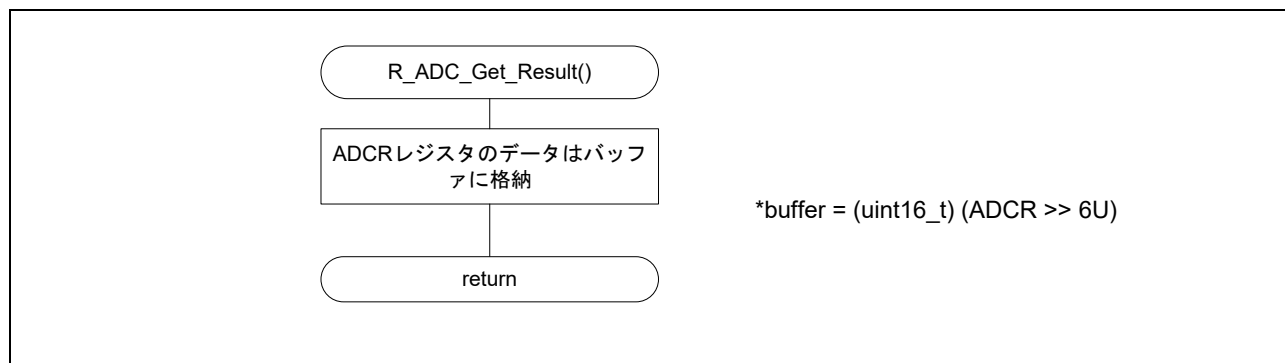 R_ADC_Get_Result()
ADCRレジスタのデータはバッフ
ァに格納
*buffer = (uint16_t) (ADCR >> 6U)
return